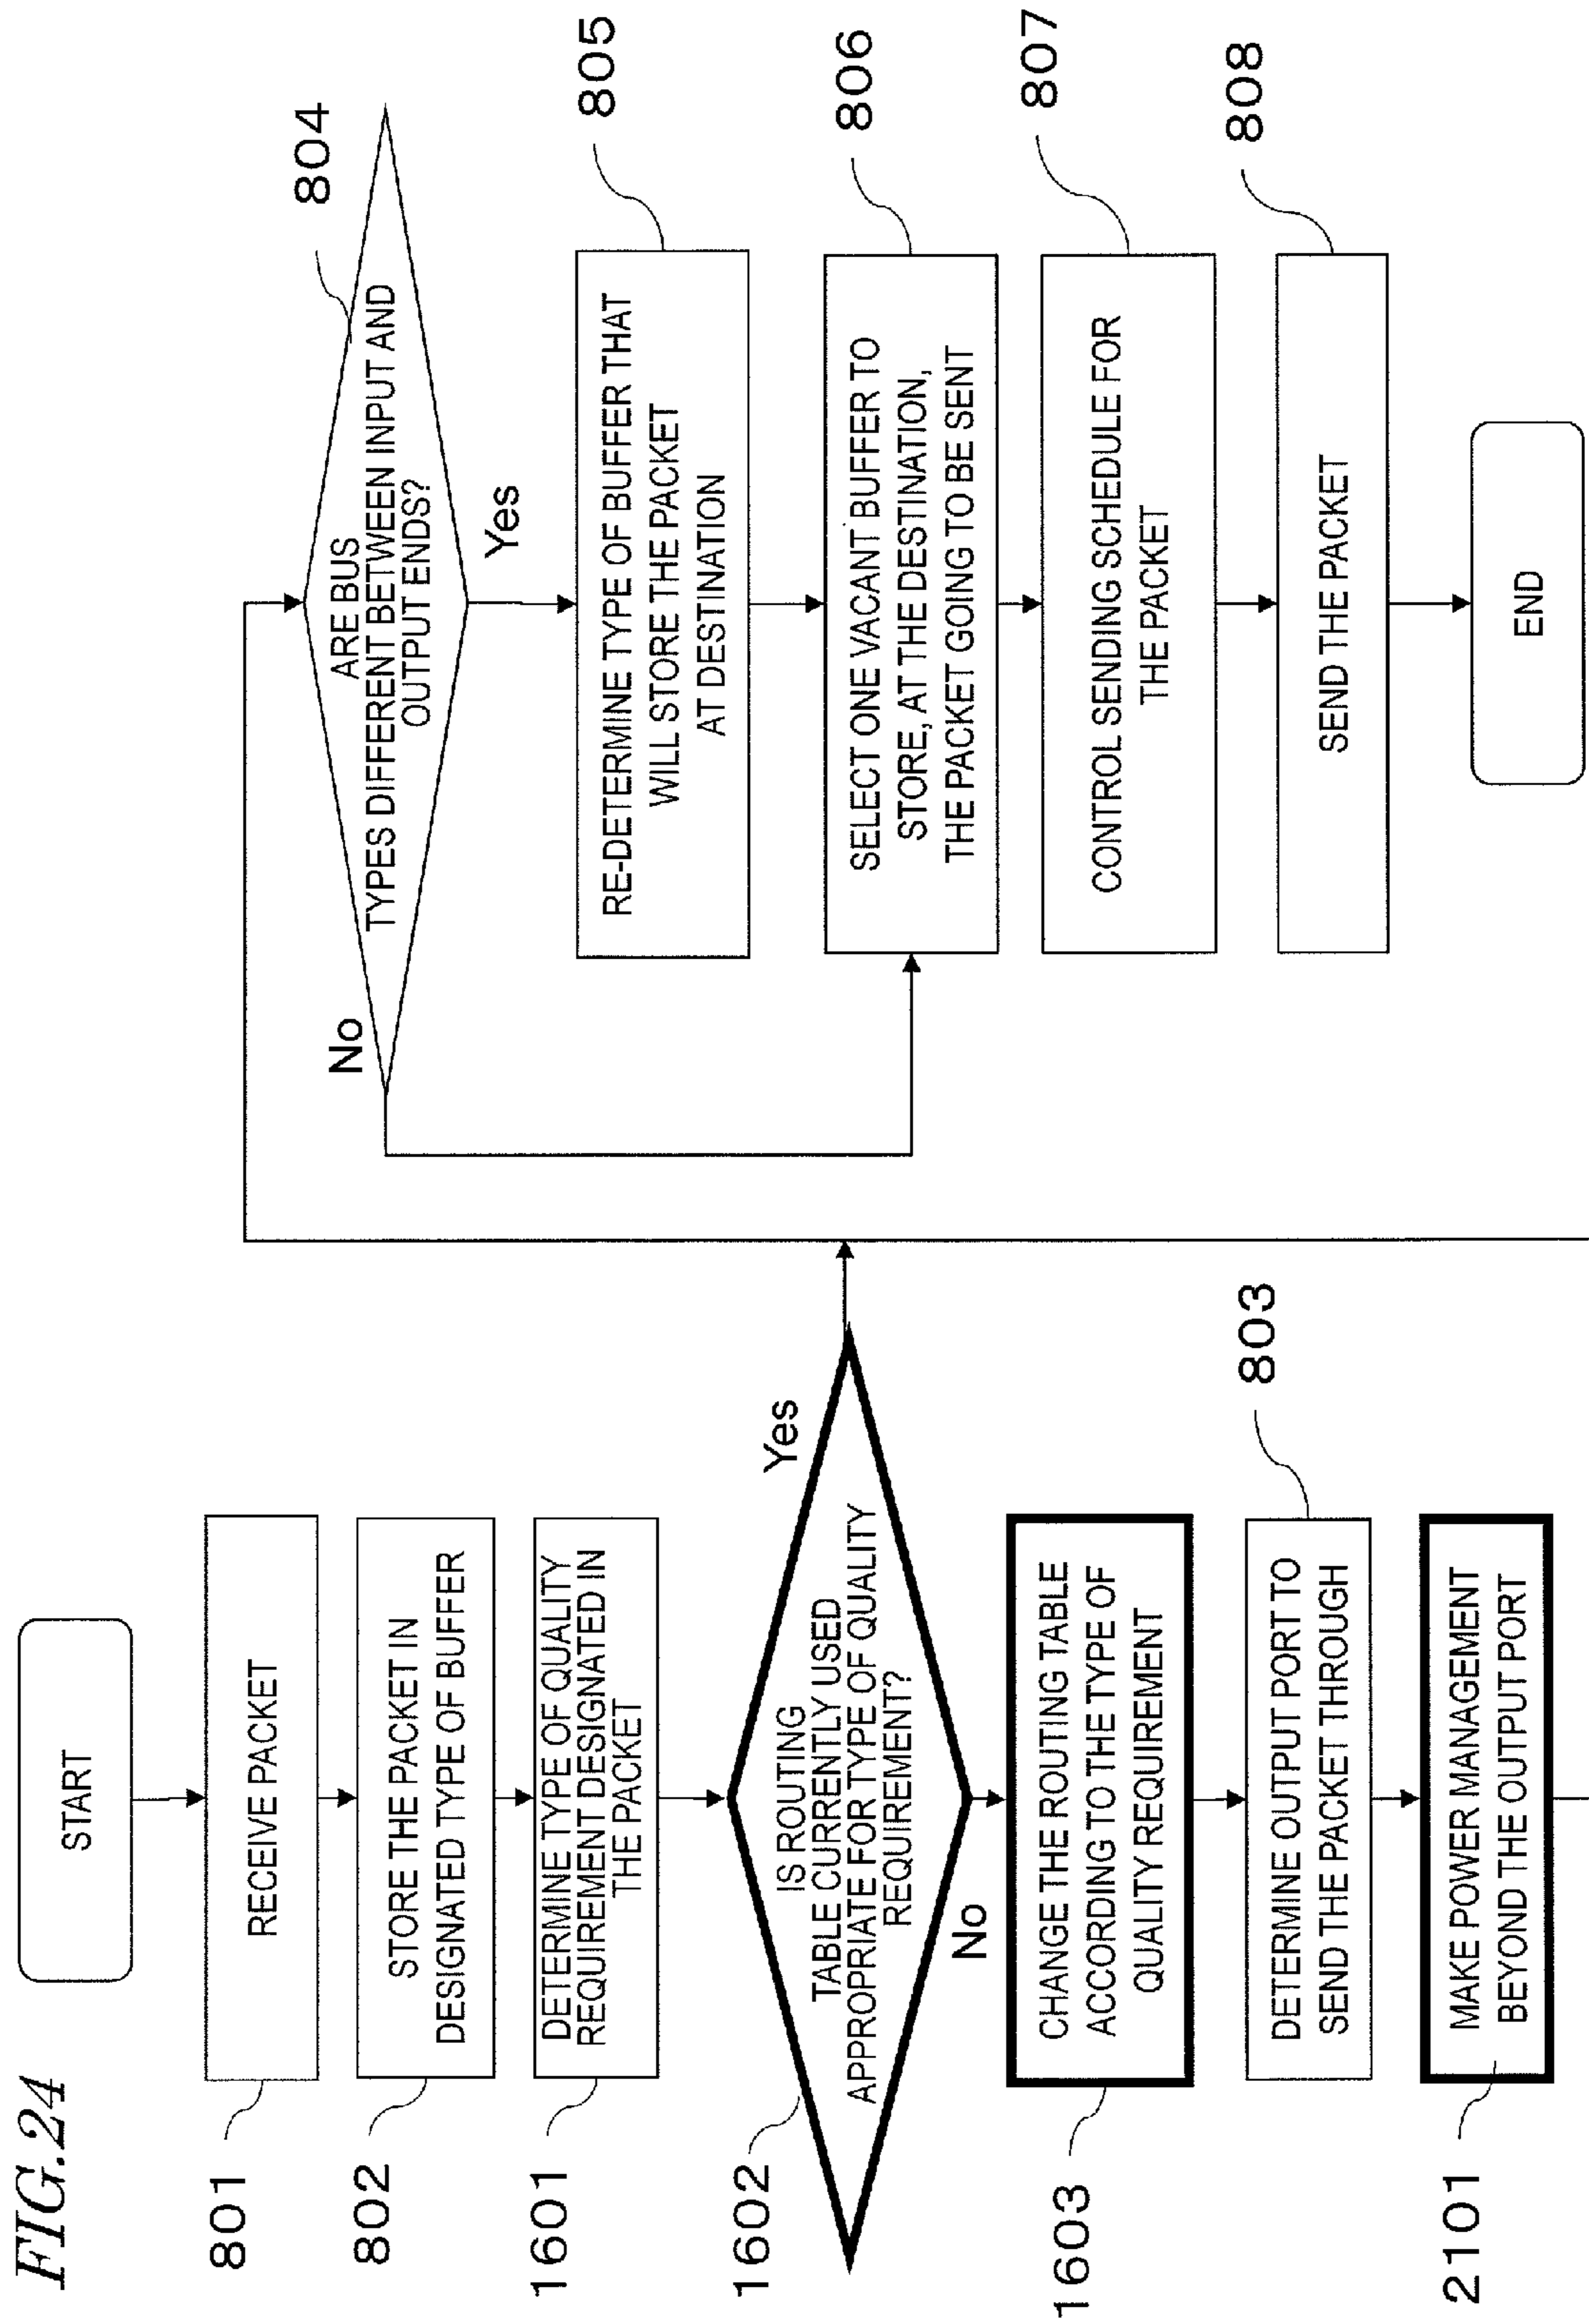 FIG.24
START
801
RECEIVE PACKET
802
STORE THE PACKET IN
DESIGNATED TYPE OF BUFFER
1601
DETERMINE TYPE OF QUALITY
REQUIREMENT DESIGNATED IN
THE PACKET
1602
IS ROUTING
TABLE CURRENTLY USED
APPROPRIATE FOR TYPE OF QUALITY
REQUIREMENT?
Yes
No
1603
CHANGE THE ROUTING TABLE
ACCORDING TO THE TYPE OF
QUALITY REQUIREMENT
803
DETERMINE OUTPUT PORT TO
SEND THE PACKET THROUGH
2101
MAKE POWER MANAGEMENT
BEYOND THE OUTPUT PORT
804
ARE BUS
TYPES DIFFERENT BETWEEN INPUT AND
OUTPUT ENDS?
No
Yes
805
RE-DETERMINE TYPE OF BUFFER THAT
WILL STORE THE PACKET
AT DESTINATION
806
SELECT ONE VACANT BUFFER TO
STORE, AT THE DESTINATION,
THE PACKET GOING TO BE SENT
807
CONTROL SENDING SCHEDULE FOR
THE PACKET
808
SEND THE PACKET
END